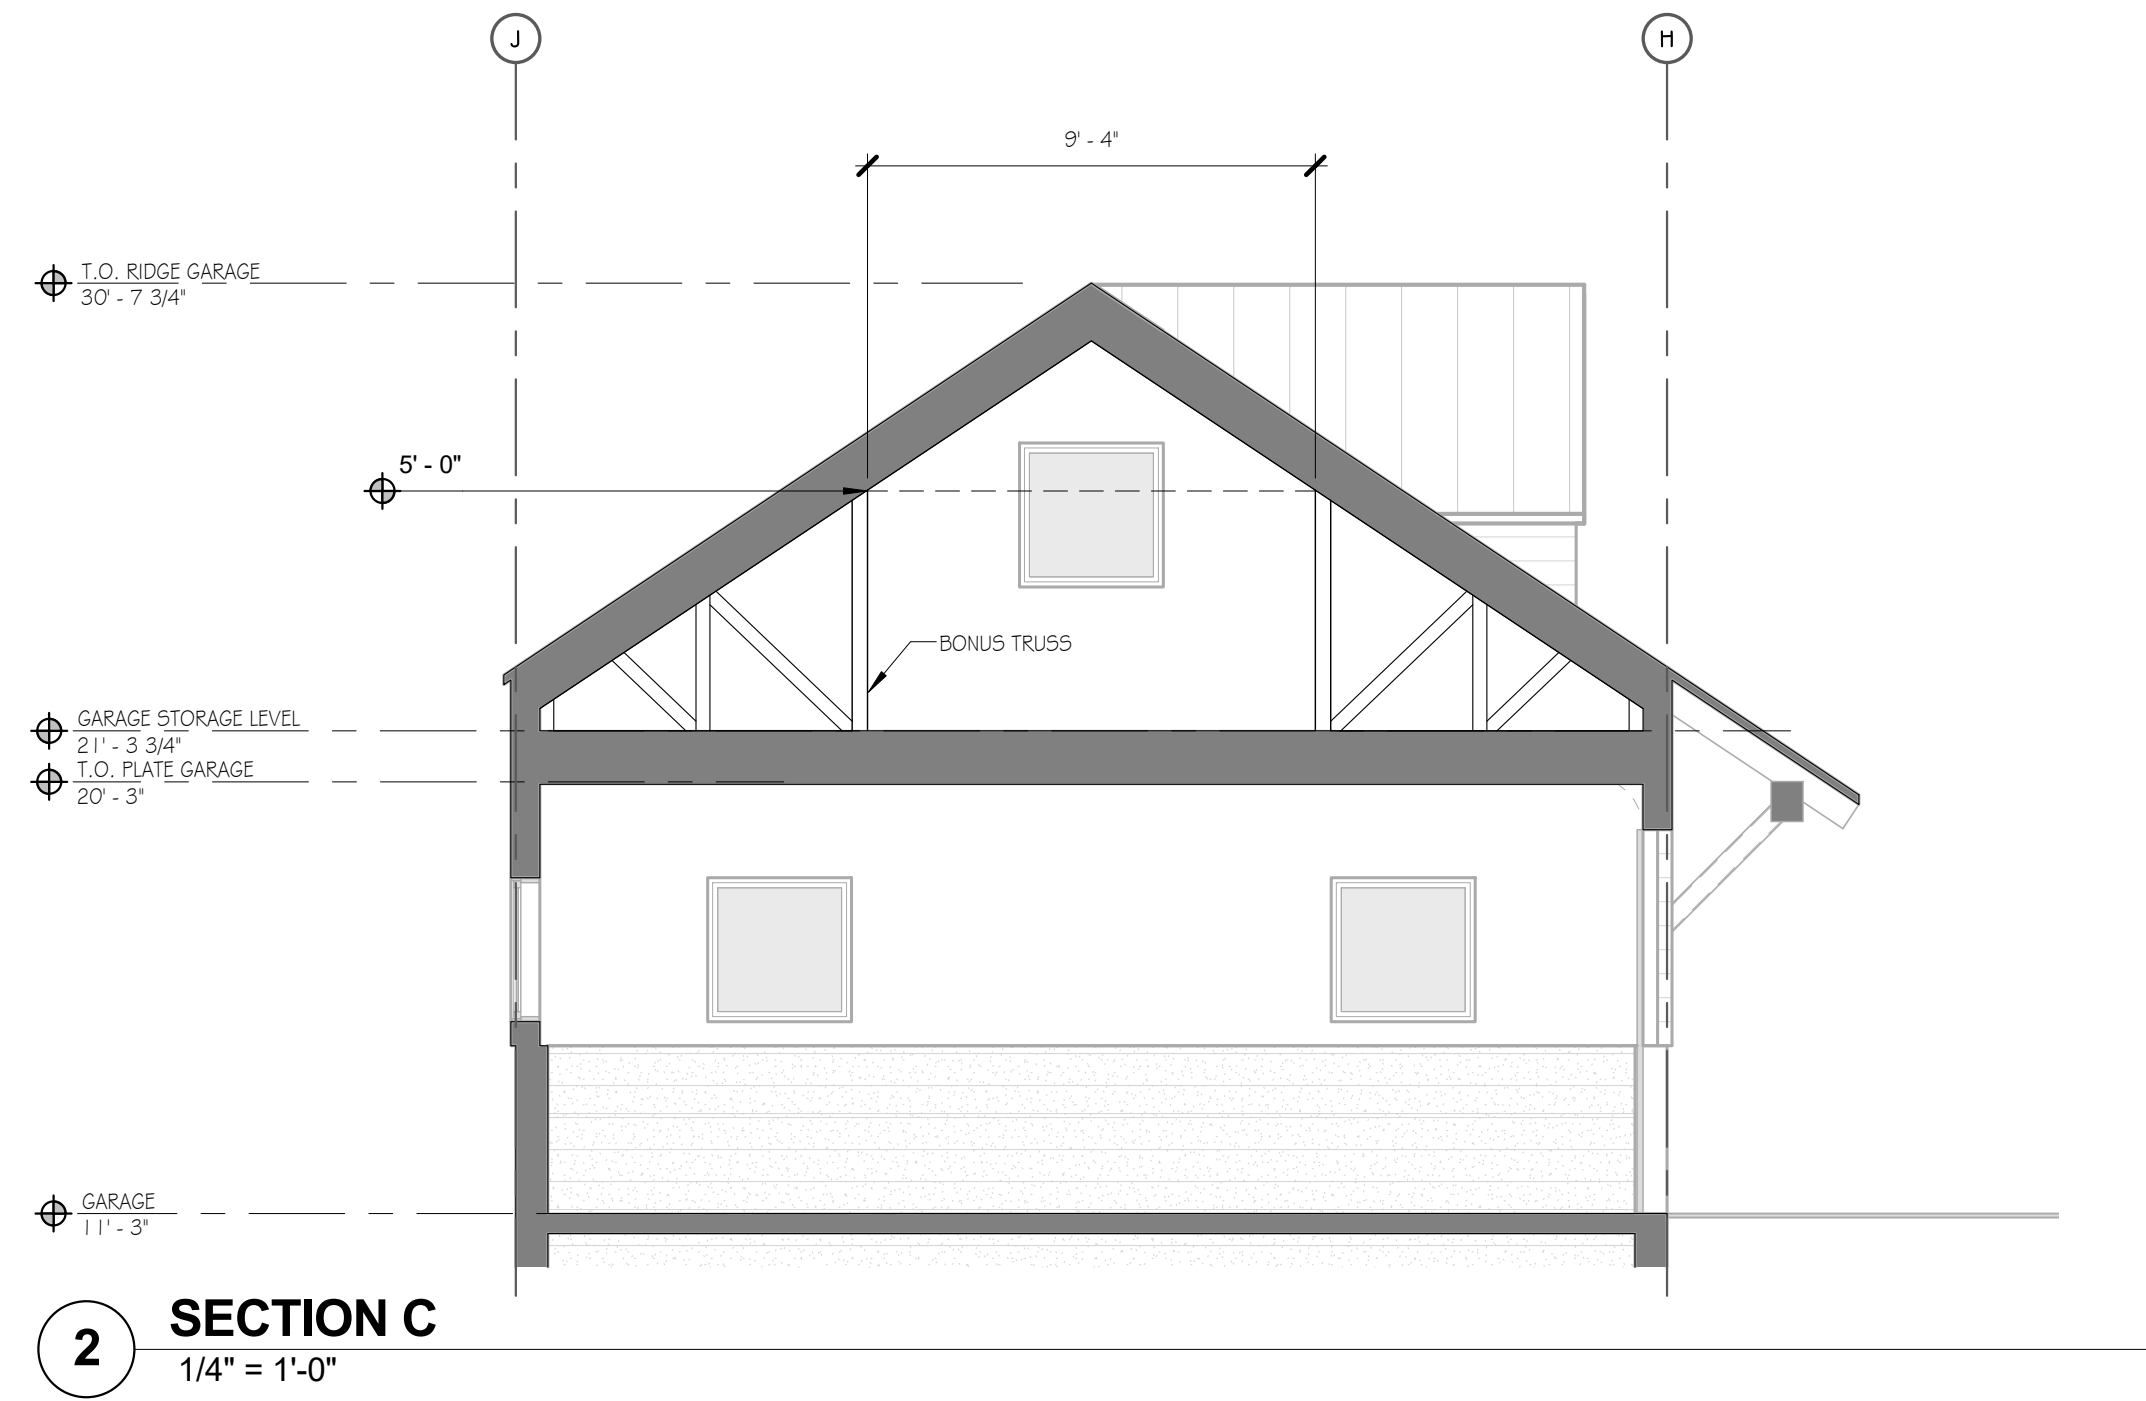 J
H
9' - 4"
T.O. RIDGE GARAGE
30' - 7 3/4"
5' - 0"
BONUS TRUSS
GARAGE STORAGE LEVEL
21' - 3 3/4"
T.O. PLATE GARAGE
20' - 3"
GARAGE
11' - 3"
2
SECTION C
1/4" = 1'-0"